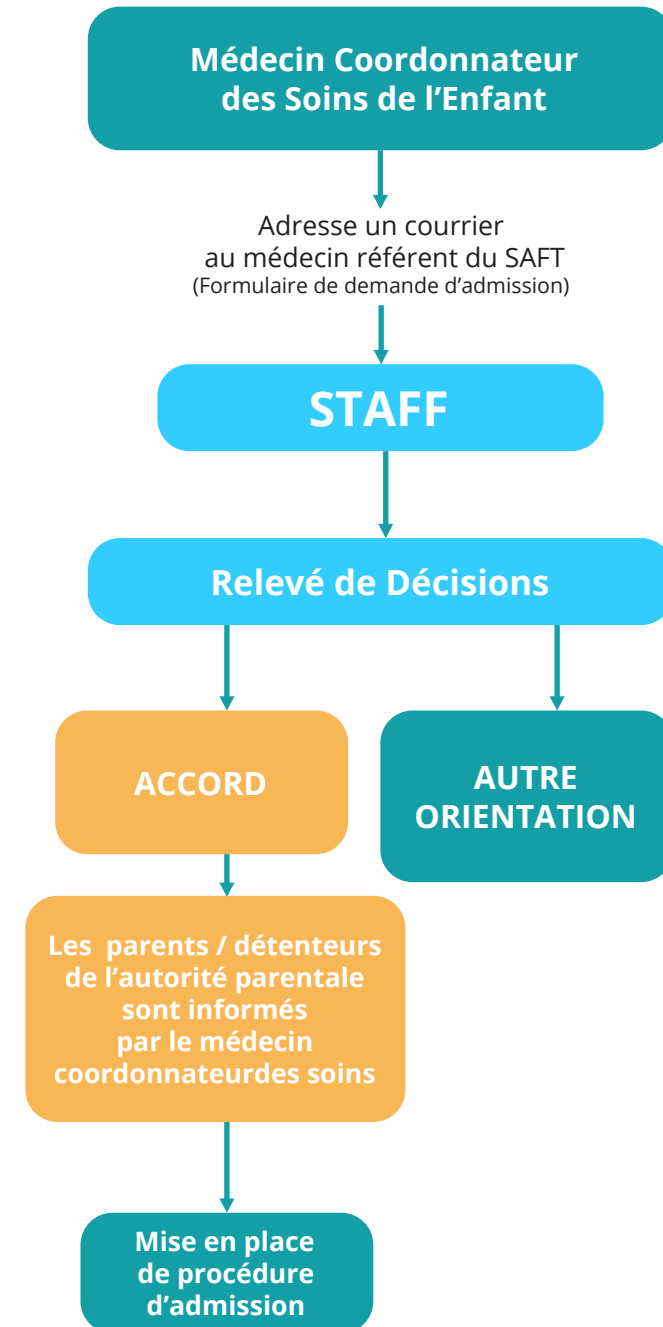 Médecin Coordonnateur
des Soins de l’Enfant
Adresse un courrier
au médecin référent du SAFT
(Formulaire de demande d’admission)
STAFF
Relevé de Décisions
ACCORD
AUTRE
ORIENTATION
Les  parents / détenteurs
de l’autorité parentale
sont informés
par le médecin
coordonnateurdes soins
Mise en place
de procédure
d’admission